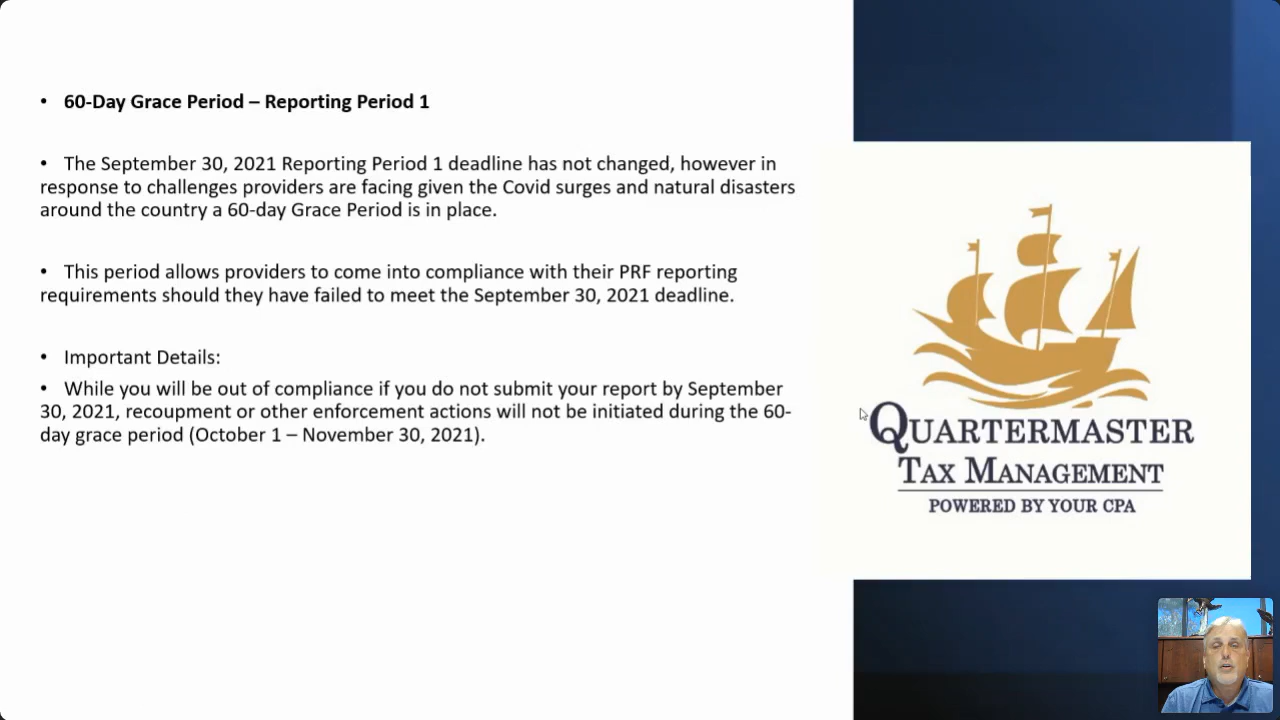 • 60-Day Grace Period – Reporting Period 1
• The September 30, 2021 Reporting Period 1 deadline has not changed, however in
response to challenges providers are facing given the Covid surges and natural disasters
around the country a 60-day Grace Period is in place.
• This period allows providers to come into compliance with their PRF reporting
requirements should they have failed to meet the September 30, 2021 deadline.
• Important Details:
• While you will be out of compliance if you do not submit your report by September
30, 2021, recoupment or other enforcement actions will not be initiated during the 60-
day grace period (October 1 – November 30, 2021).
QUARTERMASTER
TAX MANAGEMENT
POWERED BY YOUR CPA